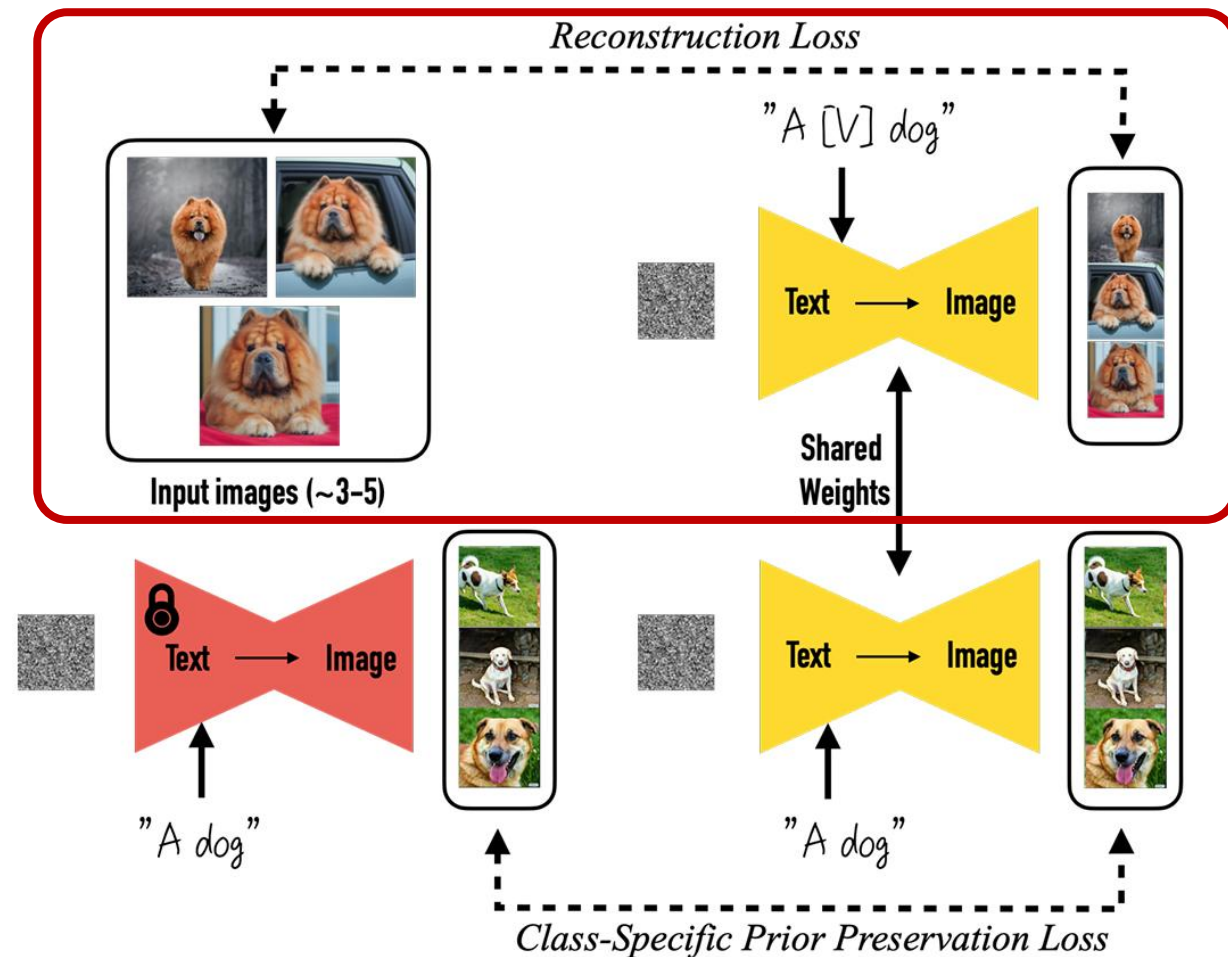 Reconstruction Loss
"A [V] dog"
Text → Image
Input images (~3–5)
Shared
Weights
Text → Image
Text → Image
"A dog"
"A dog"
Class-Specific Prior Preservation Loss